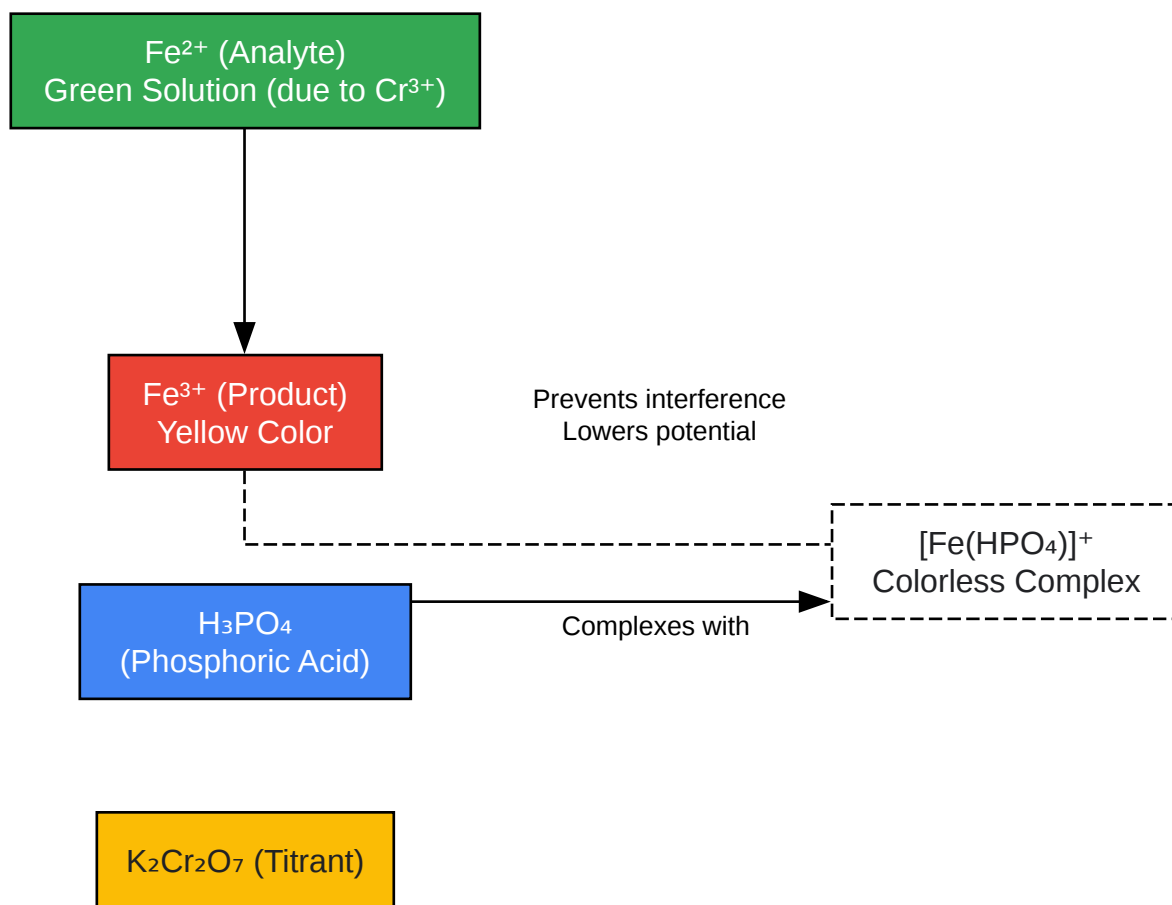 Fe²⁺ (Analyte)
Green Solution (due to Cr³⁺)
Fe³⁺ (Product)
Yellow Color
Prevents interference
Lowers potential
[Fe(HPO₄)]⁺
Colorless Complex
H₃PO₄
(Phosphoric Acid)
Complexes with
K₂Cr₂O₇ (Titrant)